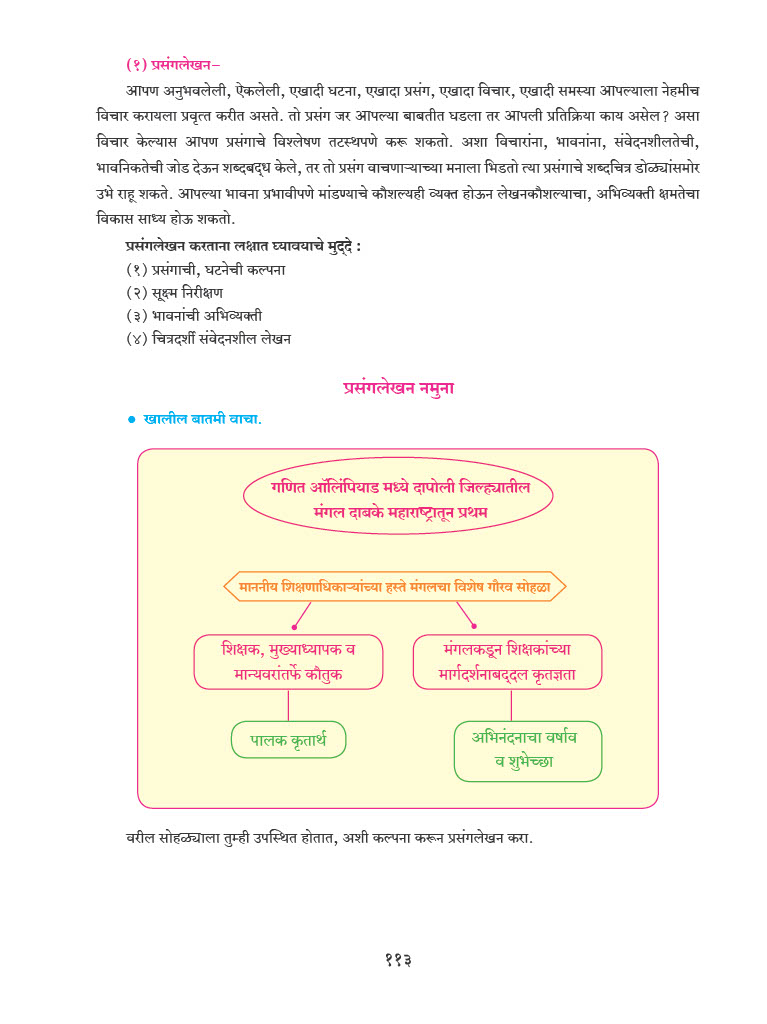 (१) प्रसंगलेखन–
आपण अनुभवलेली, ऐकलेली, एखादी घटना, एखादा प्रसंग, एखादा विचार, एखादी समस्या आपल्याला नेहमीच
विचार करायला प्रवृत्त करीत असते. तो प्रसंग जर आपल्या बाबतीत घडला तर आपली प्रतिक्रिया काय असेल? असा
विचार केल्यास आपण प्रसंगाचे विश्लेषण तटस्थपणे करू शकतो. अशा विचारांना, भावनांना, संवेदनशीलतेची,
भावनिकतेची जोड देऊन शब्दबद्ध केले, तर तो प्रसंग वाचणाऱ्याच्या मनाला भिडतो त्या प्रसंगाचे शब्दचित्र डोळ्यांसमोर
उभे राहू शकते. आपल्या भावना प्रभावीपणे मांडण्याचे कौशल्यही व्यक्त होऊन लेखनकौशल्याचा, अभिव्यक्ती क्षमतेचा
विकास साध्य होऊ शकतो.
प्रसंगलेखन करताना लक्षात घ्यावयाचे मुद्दे :
(१) प्रसंगाची, घटनेची कल्पना
(२) सूक्ष्म निरीक्षण
(३) भावनांची अभिव्यक्ती
(४) चित्रदर्शी संवेदनशील लेखन
प्रसंगलेखन नमुना
● खालील बातमी वाचा.
गणित ऑलिंपियाड मध्ये दापोली जिल्ह्यातील
मंगल दाबके महाराष्ट्रातून प्रथम
माननीय शिक्षणाधिकाऱ्यांच्या हस्ते मंगलचा विशेष गौरव सोहळा
शिक्षक, मुख्याध्यापक व
मान्यवरांतर्फे कौतुक
मंगलकडून शिक्षकांच्या
मार्गदर्शनाबद्दल कृतज्ञता
पालक कृतार्थ
अभिनंदनाचा वर्षाव
व शुभेच्छा
वरील सोहळ्याला तुम्ही उपस्थित होतात, अशी कल्पना करून प्रसंगलेखन करा.
११३